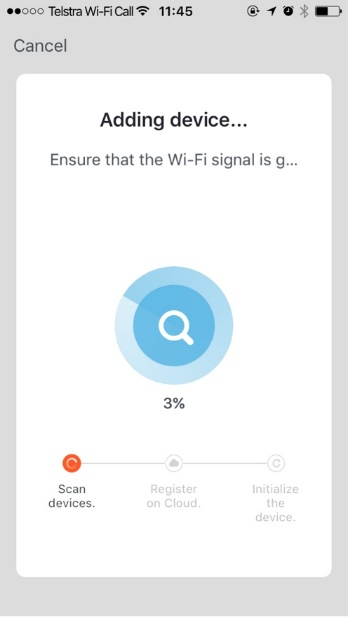 Telstra Wi-Fi Call 11:45
Cancel
Adding device...
Ensure that the Wi-Fi signal is g...
3%
Scan
devices.
Register
on Cloud.
Initialize
the
device.